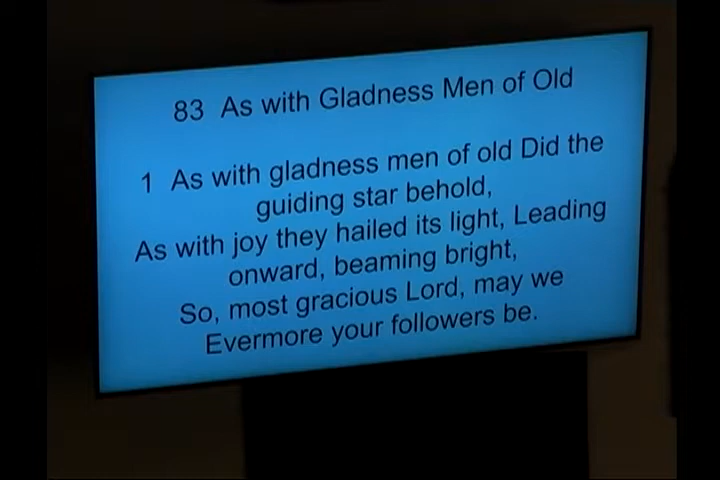 83 As with Gladness Men of Old
1 As with gladness men of old Did the
guiding star behold,
As with joy they hailed its light, Leading
onward, beaming bright,
So, most gracious Lord, may we
Evermore your followers be.